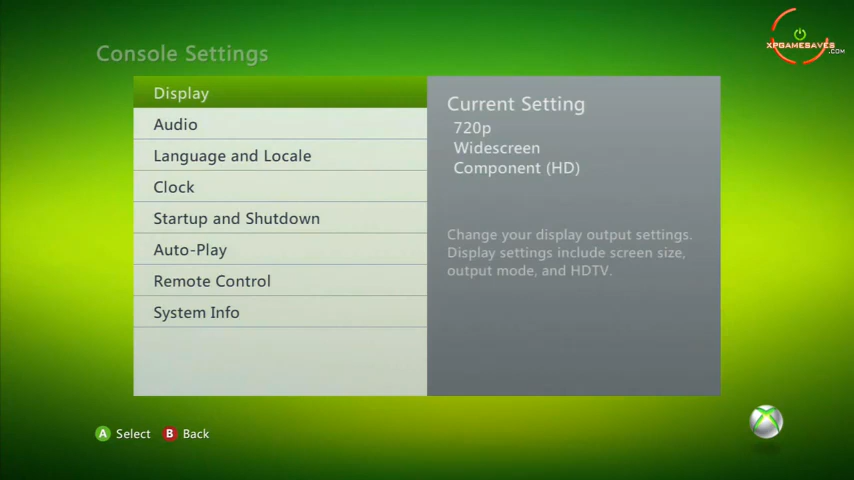 XPGAMESAVES
.COM
Console Settings
Display
Audio
Language and Locale
Clock
Startup and Shutdown
Auto-Play
Remote Control
System Info
Current Setting
720p
Widescreen
Component (HD)
Change your display output settings.
Display settings include screen size,
output mode, and HDTV.
A Select B Back